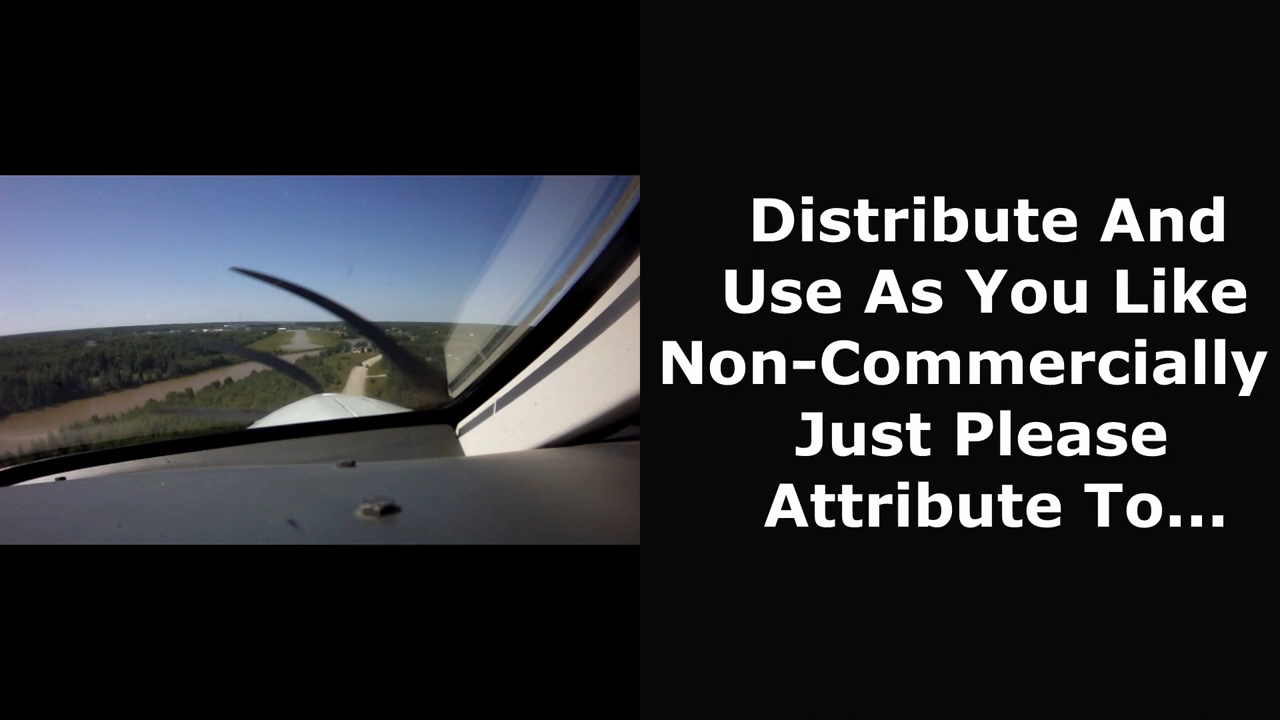 Distribute And
Use As You Like
Non-Commercially
Just Please
Attribute To...